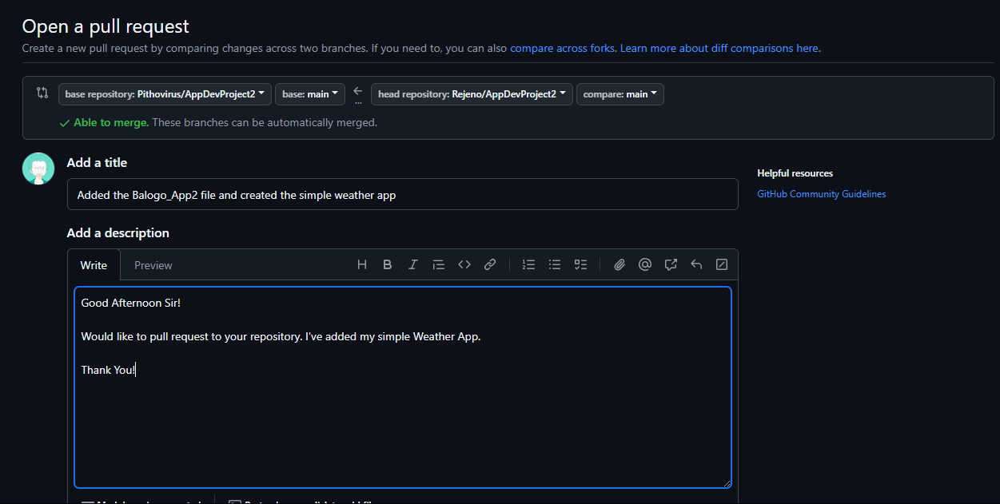 Open a pull request
Create a new pull request by comparing changes across two branches. If you need to, you can also compare across forks. Learn more about diff comparisons here.
base repository: Pithovirus/AppDevProject2 base: main head repository: Rejeno/AppDevProject2 compare: main
Able to merge. These branches can be automatically merged.
Add a title
Helpful resources
Added the Balogo_App2 file and created the simple weather app
GitHub Community Guidelines
Add a description
Write Preview
Good Afternoon Sir!
Would like to pull request to your repository. I've added my simple Weather App.
Thank You!